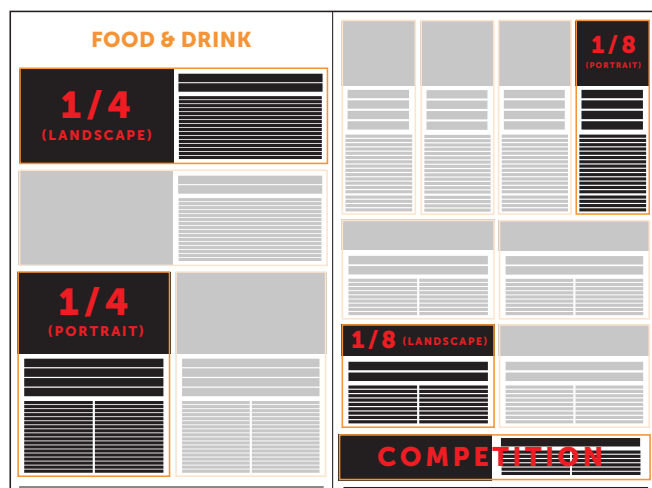 FOOD & DRINK
1/4
(LANDSCAPE)
1/4
(PORTRAIT)
1/8
(PORTRAIT)
1/8 (LANDSCAPE)
COMPETITION